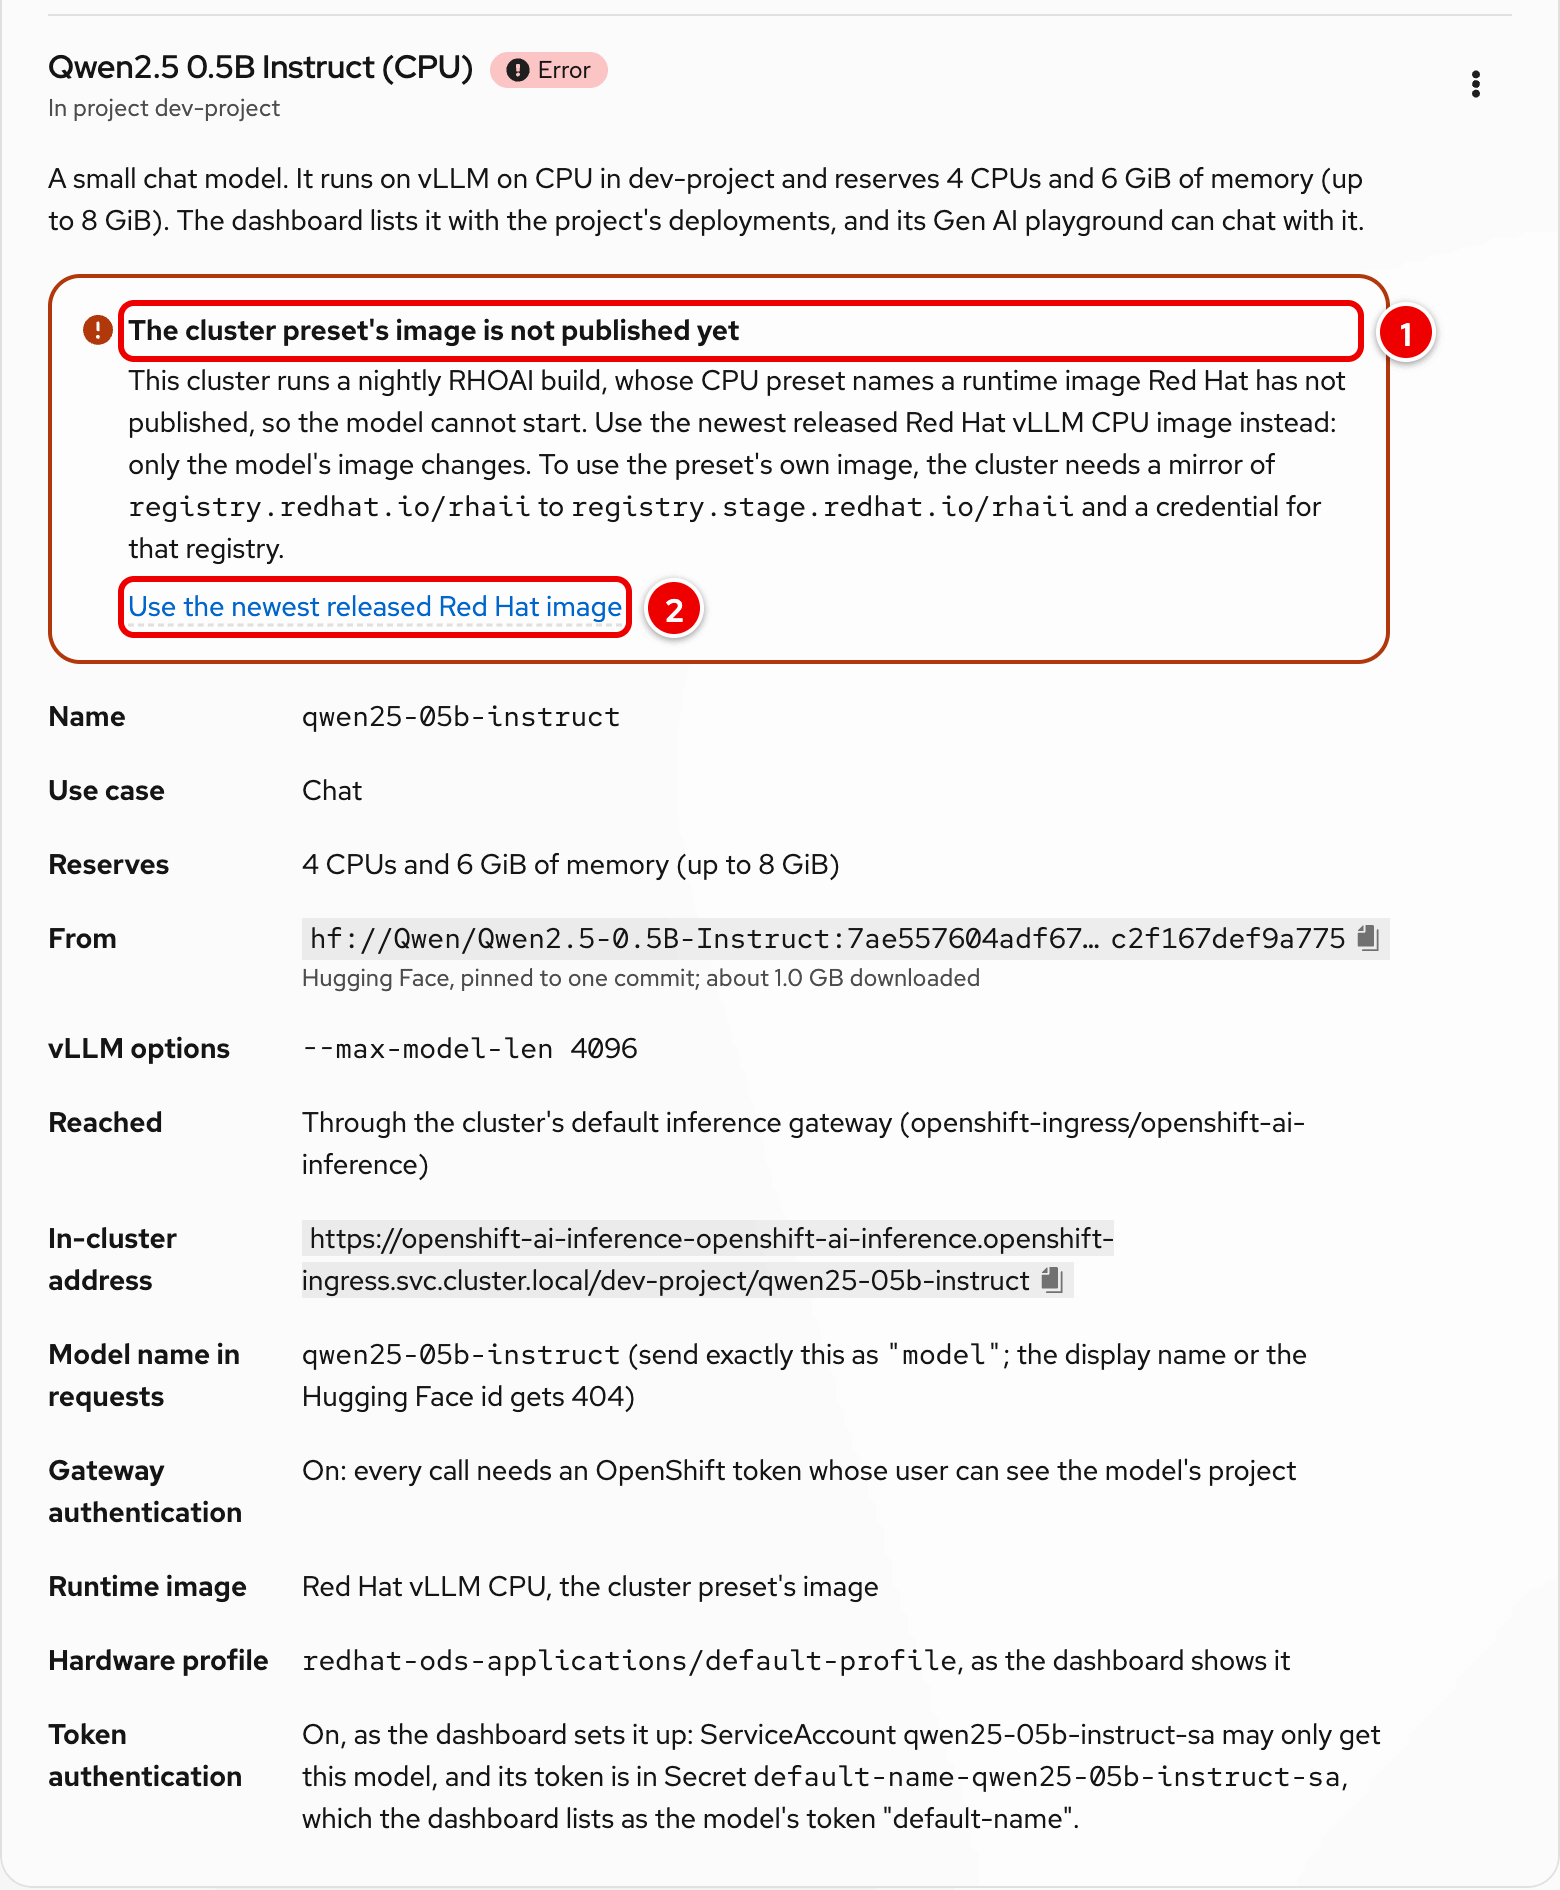 Qwen2.5 0.5B Instruct (CPU)
Error
In project dev-project
A small chat model. It runs on vLLM on CPU in dev-project and reserves 4 CPUs and 6 GiB of memory (up
to 8 GiB). The dashboard lists it with the project's deployments, and its Gen AI playground can chat with it.
The cluster preset's image is not published yet
1
This cluster runs a nightly RHOAI build, whose CPU preset names a runtime image Red Hat has not
published, so the model cannot start. Use the newest released Red Hat vLLM CPU image instead:
only the model's image changes. To use the preset's own image, the cluster needs a mirror of
registry.redhat.io/rhaii to registry.stage.redhat.io/rhaii and a credential for
that registry.
Use the newest released Red Hat image
2
Name
qwen25-05b-instruct
Use case
Chat
Reserves
4 CPUs and 6 GiB of memory (up to 8 GiB)
From
hf://Qwen/Qwen2.5-0.5B-Instruct:7ae557604adf67… c2f167def9a775
Hugging Face, pinned to one commit; about 1.0 GB downloaded
vLLM options
--max-model-len 4096
Reached
Through the cluster's default inference gateway (openshift-ingress/openshift-ai-
inference)
In-cluster
address
https://openshift-ai-inference-openshift-ai-inference.openshift-
ingress.svc.cluster.local/dev-project/qwen25-05b-instruct
Model name in
requests
qwen25-05b-instruct (send exactly this as "model"; the display name or the
Hugging Face id gets 404)
Gateway
authentication
On: every call needs an OpenShift token whose user can see the model's project
Runtime image
Red Hat vLLM CPU, the cluster preset's image
Hardware profile
redhat-ods-applications/default-profile, as the dashboard shows it
Token
authentication
On, as the dashboard sets it up: ServiceAccount qwen25-05b-instruct-sa may only get
this model, and its token is in Secret default-name-qwen25-05b-instruct-sa,
which the dashboard lists as the model's token "default-name".